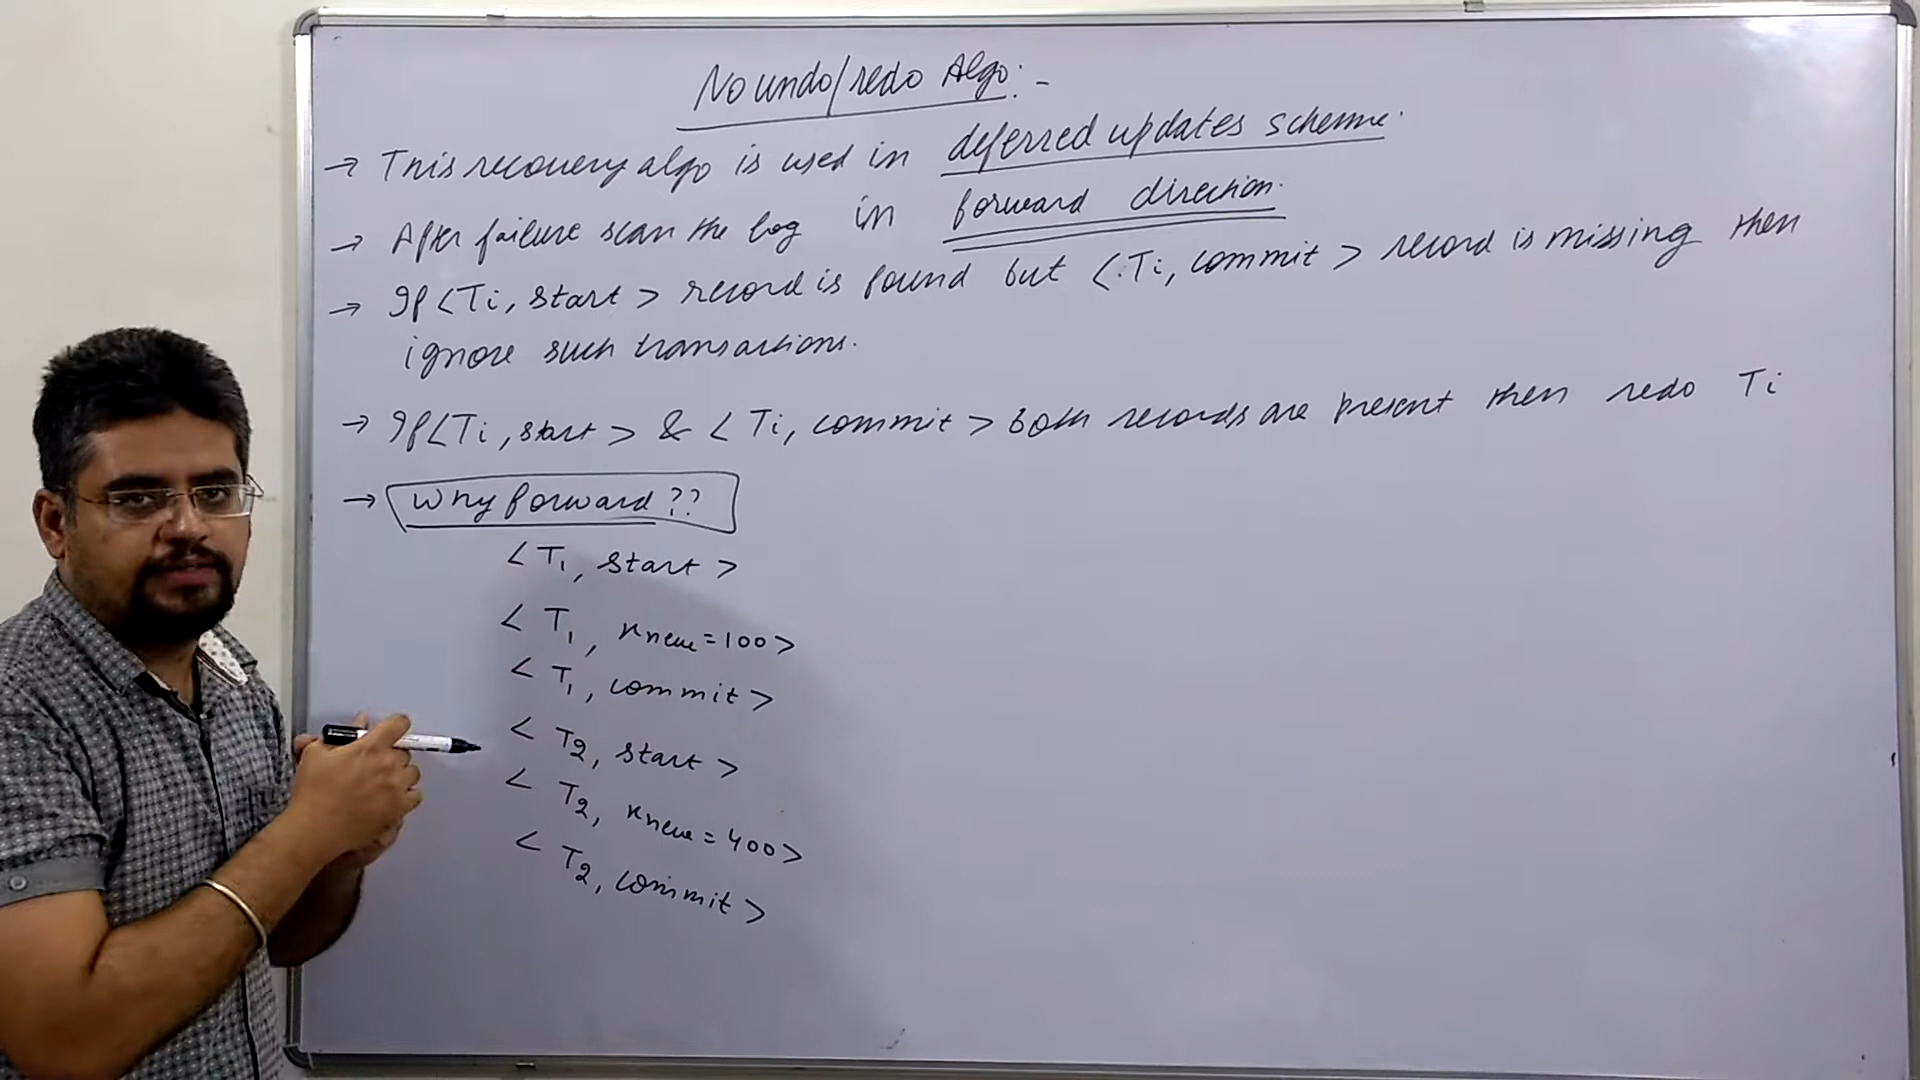 No undo/redo Algo:-
→ This recovery algo is used in deferred updates scheme.
→ After failure scan the log in forward direction.
→ If <Ti, start> record is found but <Ti, commit> record is missing then
ignore such transactions.
→ If <Ti, start> & <Ti, commit> both records are present then redo Ti
→ Why forward??
<T1, start>
<T1, xnew=100>
<T1, commit>
<T2, start>
<T2, xnew=400>
<T2, commit>